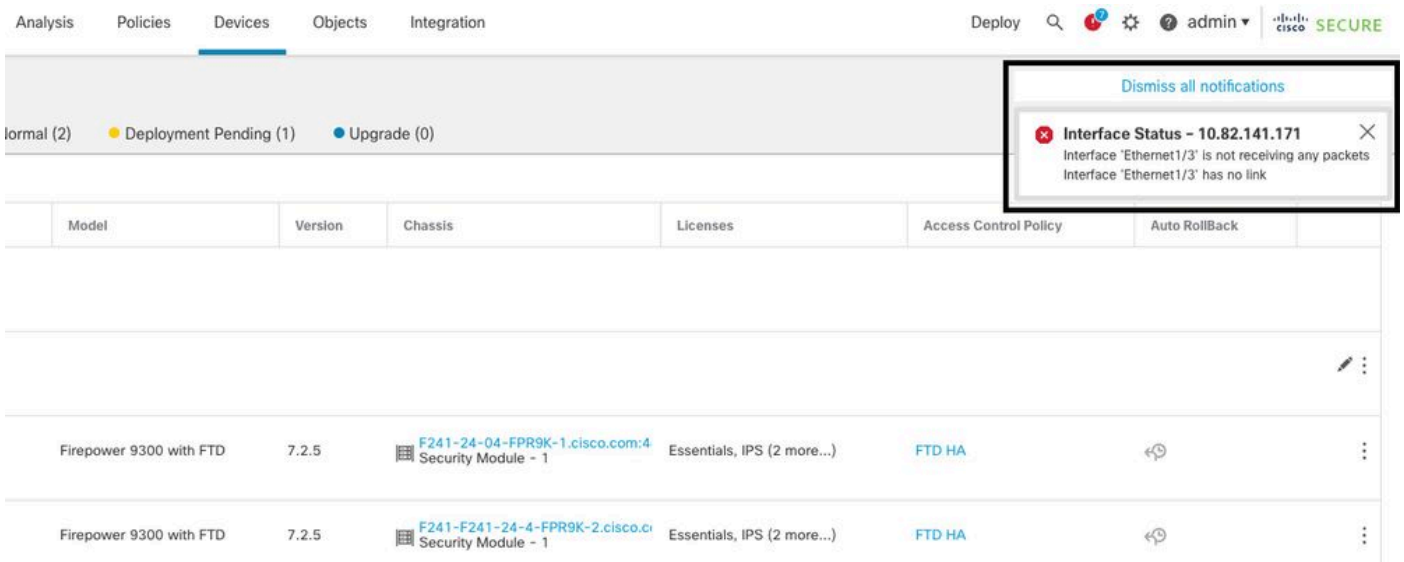 Analysis Policies Devices Objects Integration Deploy 7 admin cisco SECURE
Dismiss all notifications
(2) Deployment Pending (1) Upgrade (0)
Interface Status - 10.82.141.171
Interface 'Ethernet1/3' is not receiving any packets
Interface 'Ethernet1/3' has no link
Model Version Chassis Licenses Access Control Policy Auto RollBack
Firepower 9300 with FTD 7.2.5 F241-24-04-FPR9K-1.cisco.com:4 Essentials, IPS (2 more...) FTD HA
Security Module - 1
Firepower 9300 with FTD 7.2.5 F241-F241-24-4-FPR9K-2.cisco.c Essentials, IPS (2 more...) FTD HA
Security Module - 1